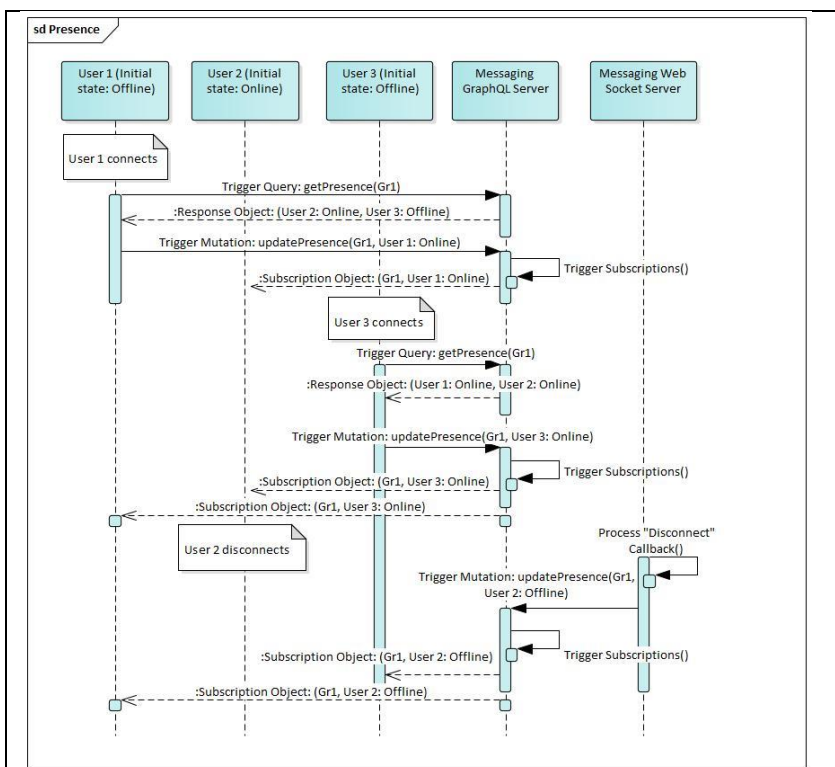 sd Presence
User 1 (Initial
state: Offline)
User 2 (Initial
state: Online)
User 3 (Initial
state: Offline)
Messaging
GraphQL Server
Messaging Web
Socket Server
User 1 connects
Trigger Query: getPresence(Gr1)
:Response Object: (User 2: Online, User 3: Offline)
Trigger Mutation: updatePresence(Gr1, User 1: Online)
Trigger Subscriptions()
:Subscription Object: (Gr1, User 1: Online)
User 3 connects
Trigger Query: getPresence(Gr1)
:Response Object: (User 1: Online, User 2: Online)
Trigger Mutation: updatePresence(Gr1, User 3: Online)
Trigger Subscriptions()
:Subscription Object: (Gr1, User 3: Online)
:Subscription Object: (Gr1, User 3: Online)
User 2 disconnects
Process "Disconnect"
Callback()
Trigger Mutation: updatePresence(Gr1,
User 2: Offline)
Trigger Subscriptions()
:Subscription Object: (Gr1, User 2: Offline)
:Subscription Object: (Gr1, User 2: Offline)